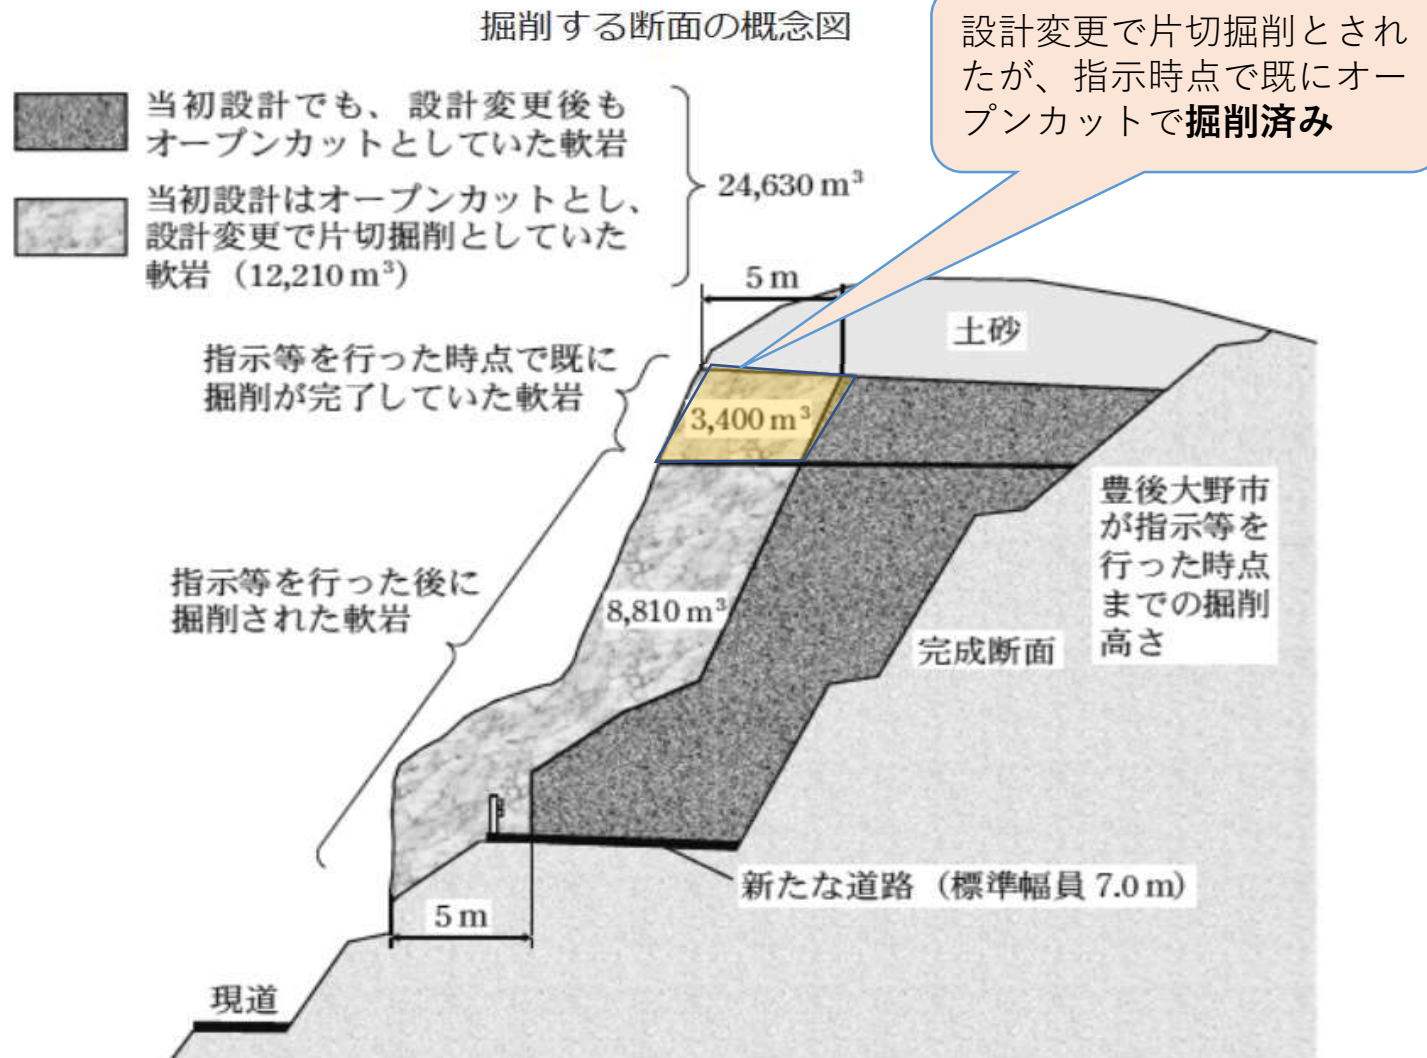 掘削する断面の概念図
設計変更で片切掘削とされ
たが、指示時点で既にオー
プンカットで掘削済み
当初設計でも、設計変更後も
オープンカットとしていた軟岩
当初設計はオープンカットとし、
設計変更で片切掘削としていた
軟岩（12,210 m³）
24,630 m³
5 m
土砂
指示等を行った時点で既に
掘削が完了していた軟岩
3,400 m³
豊後大野市
が指示等を
行った時点
までの掘削
高さ
指示等を行った後に
掘削された軟岩
8,810 m³
完成断面
新たな道路（標準幅員 7.0 m）
5 m
現道